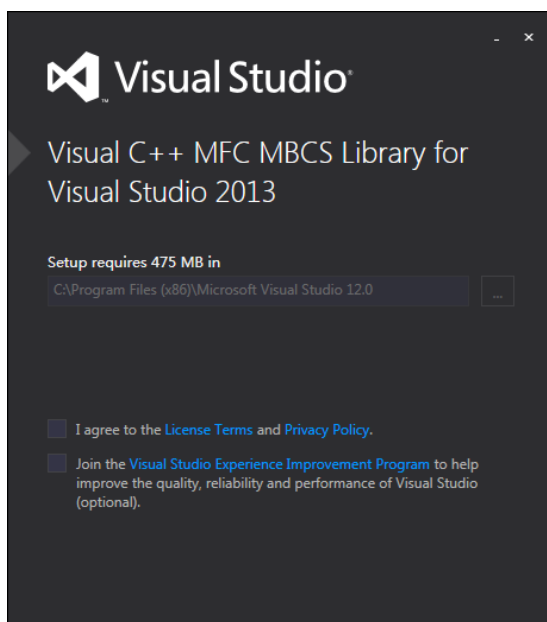 Visual Studio®
™
Visual C++ MFC MBCS Library for
Visual Studio 2013
Setup requires 475 MB in
C:\Program Files (x86)\Microsoft Visual Studio 12.0
...
I agree to the License Terms and Privacy Policy.
Join the Visual Studio Experience Improvement Program to help
improve the quality, reliability and performance of Visual Studio
(optional).